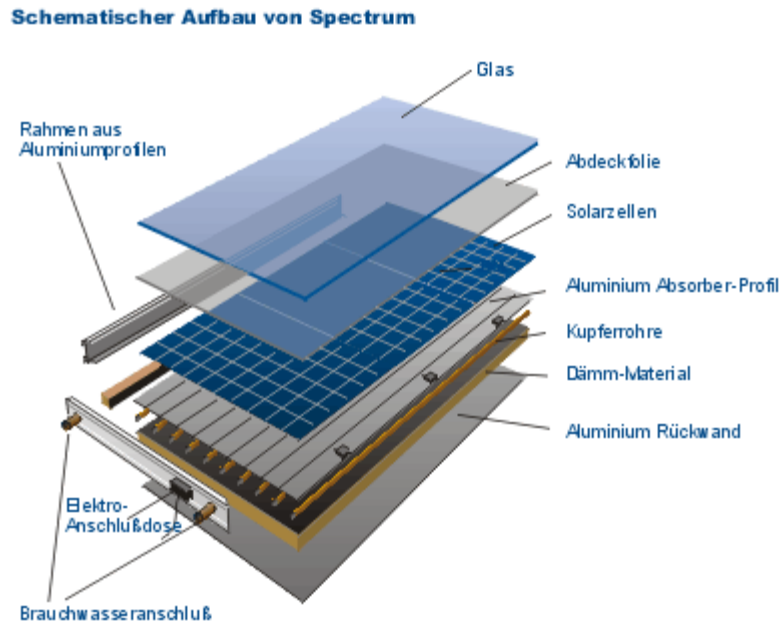 Schematischer Aufbau von Spectrum
Glas
Rahmen aus
Aluminiumprofilen
Abdeckfolie
Solarzellen
Aluminium Absorber-Profil
Kupferrohre
Dämm-Material
Aluminium Rückwand
Elektro-
Anschlußdose
Brauchwasseranschluß